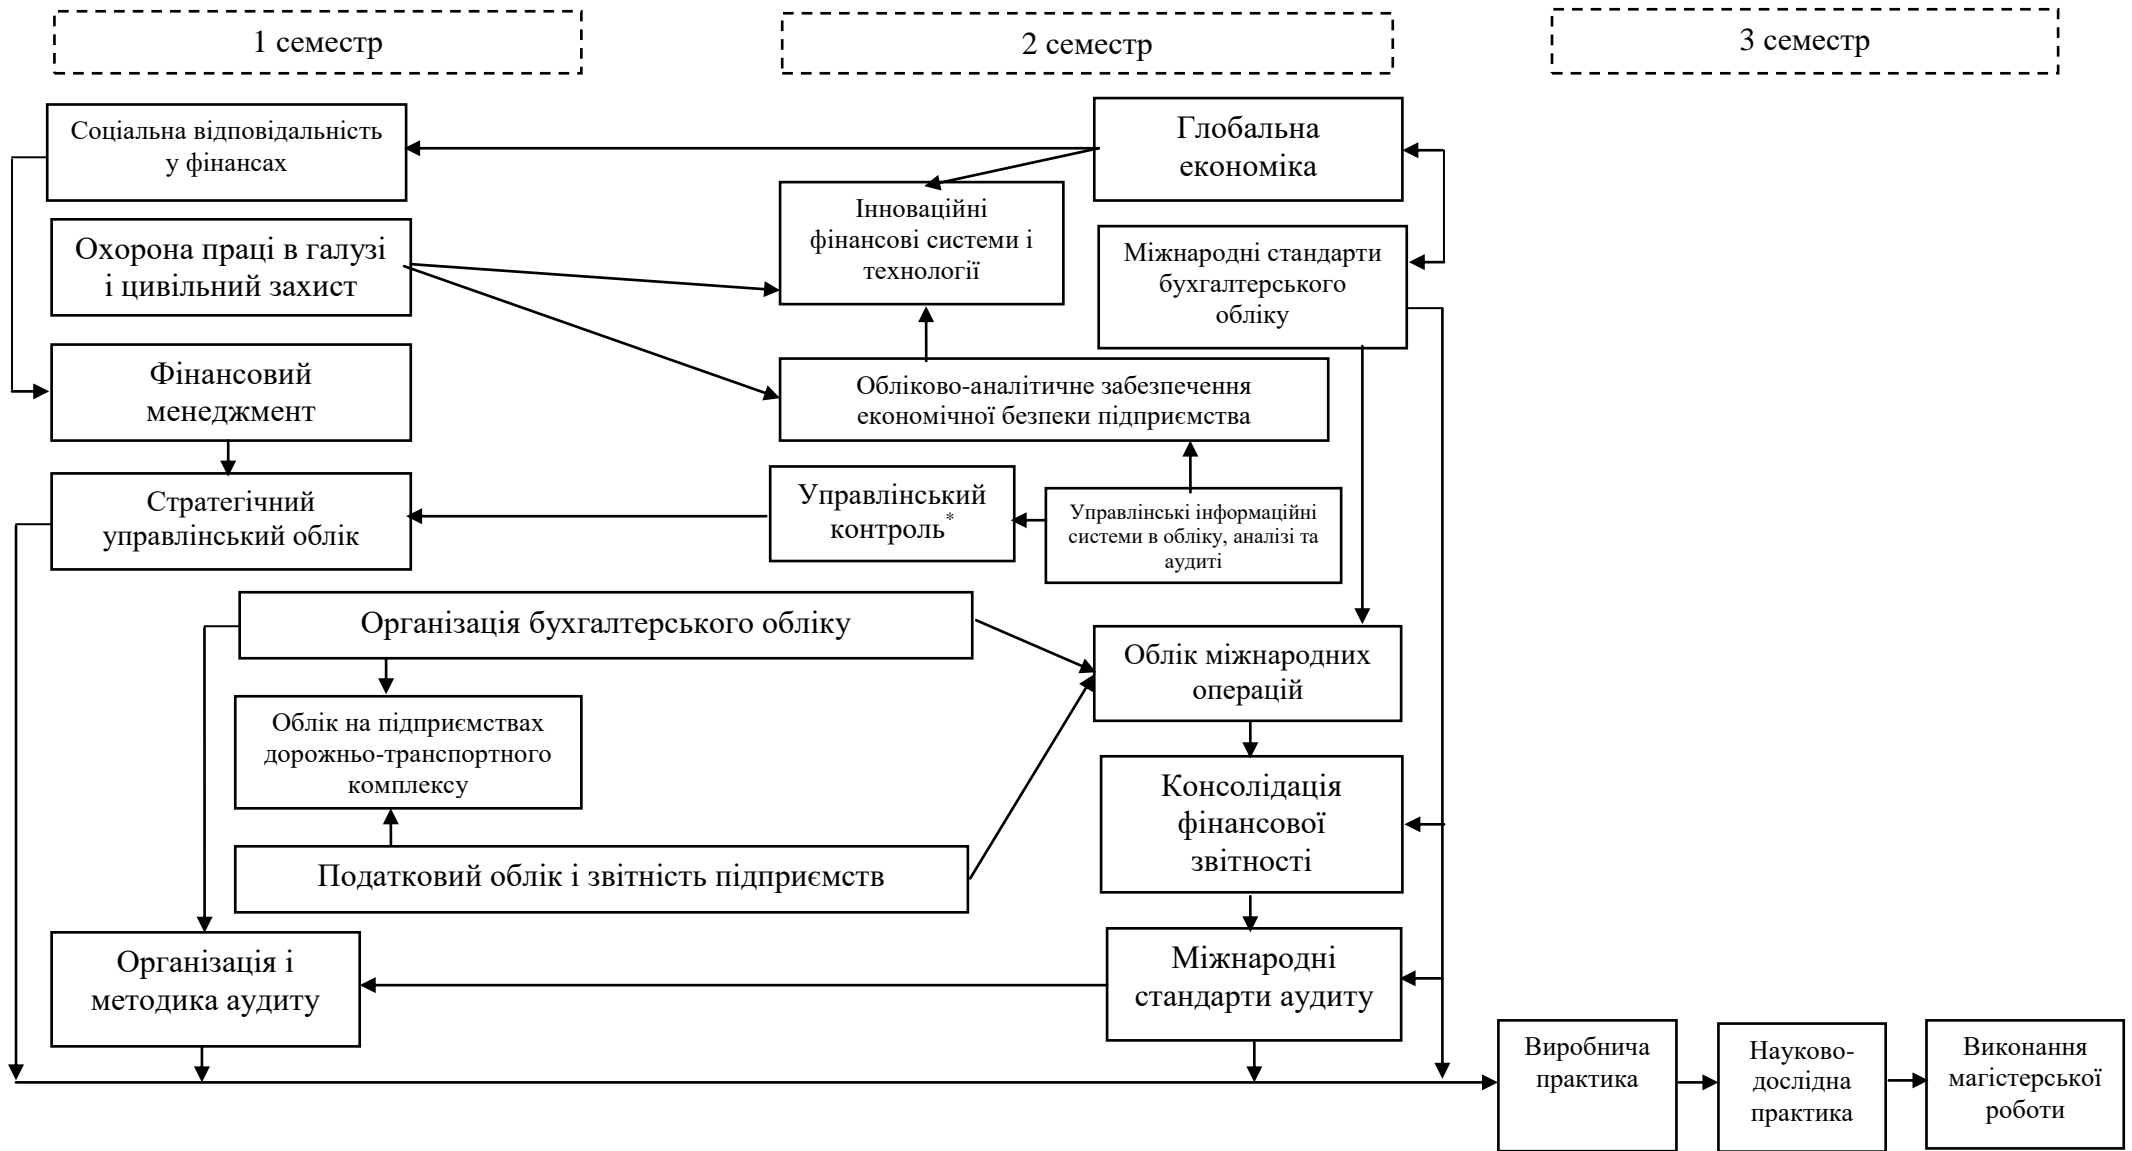 1 семестр
2 семестр
3 семестр
Соціальна відповідальність
у фінансах
Глобальна
економіка
Інноваційні
фінансові системи і
технології
Охорона праці в галузі
і цивільний захист
Міжнародні стандарти
бухгалтерського
обліку
Фінансовий
менеджмент
Обліково-аналітичне забезпечення
економічної безпеки підприємства
Стратегічний
управлінський облік
Управлінський
контроль*
Управлінські інформаційні
системи в обліку, аналізі та
аудиті
Організація бухгалтерського обліку
Облік міжнародних
операцій
Облік на підприємствах
дорожньо-транспортного
комплексу
Консолідація
фінансової
звітності
Податковий облік і звітність підприємств
Організація і
методика аудиту
Міжнародні
стандарти аудиту
Виробнича
практика
Науково-
дослідна
практика
Виконання
магістерської
роботи